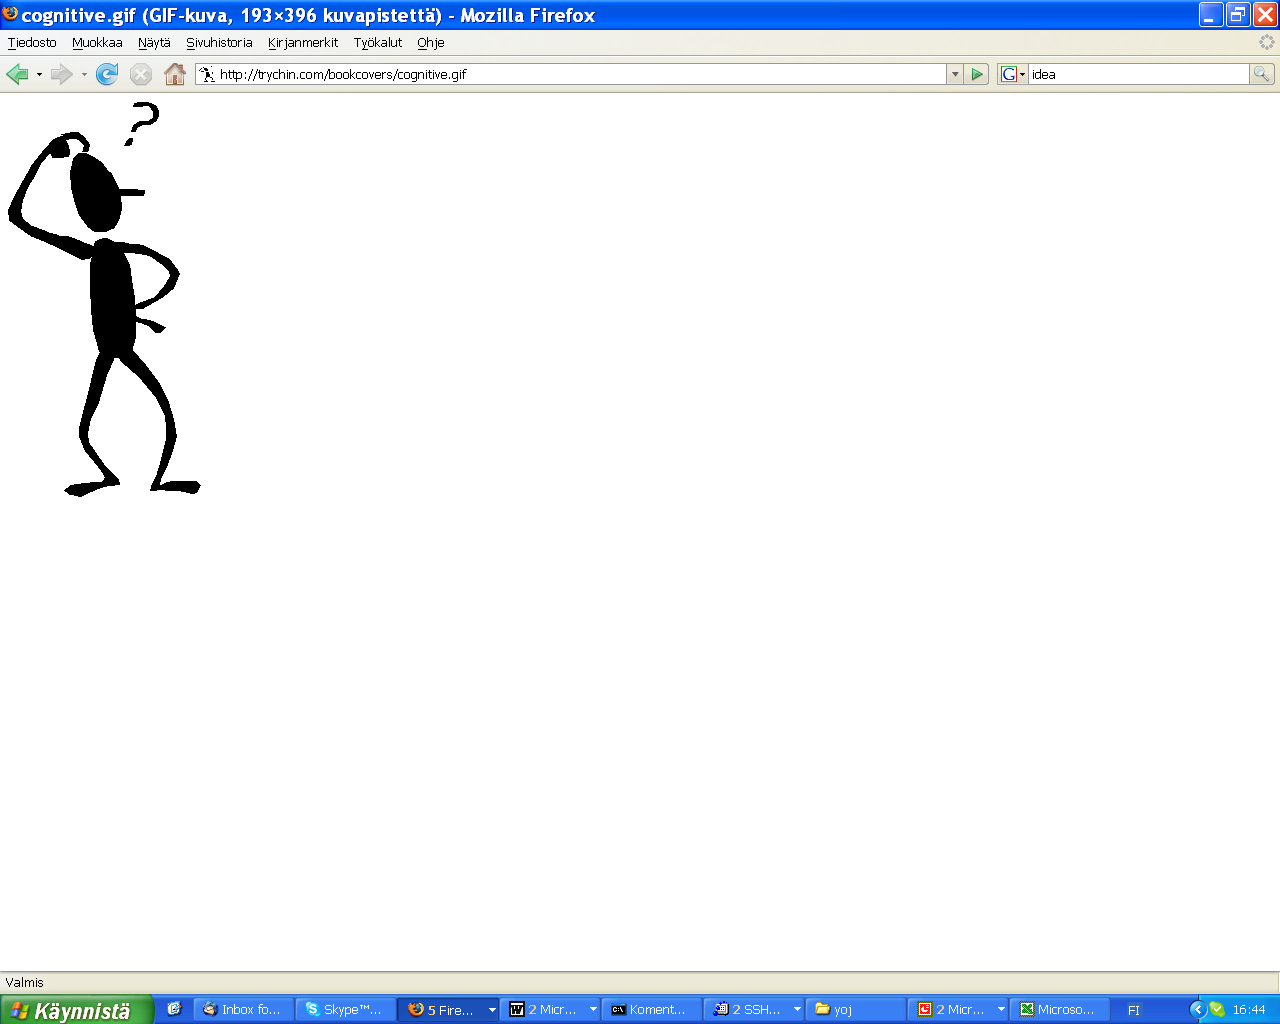 cognitive.gif (GIF-kuva, 193×396 kuvapistettä) - Mozilla Firefox
Tiedosto Muokkaa Näytä Sivuhistoria Kirjanmerkit Työkalut Ohje
http://trychin.com/bookcovers/cognitive.gif G idea
?
Valmis
Käynnistä Inbox fo... Skype™... 5 Fire... 2 Micr... Koment... 2 SSH... yoj 2 Micr... Microso... FI 16:44